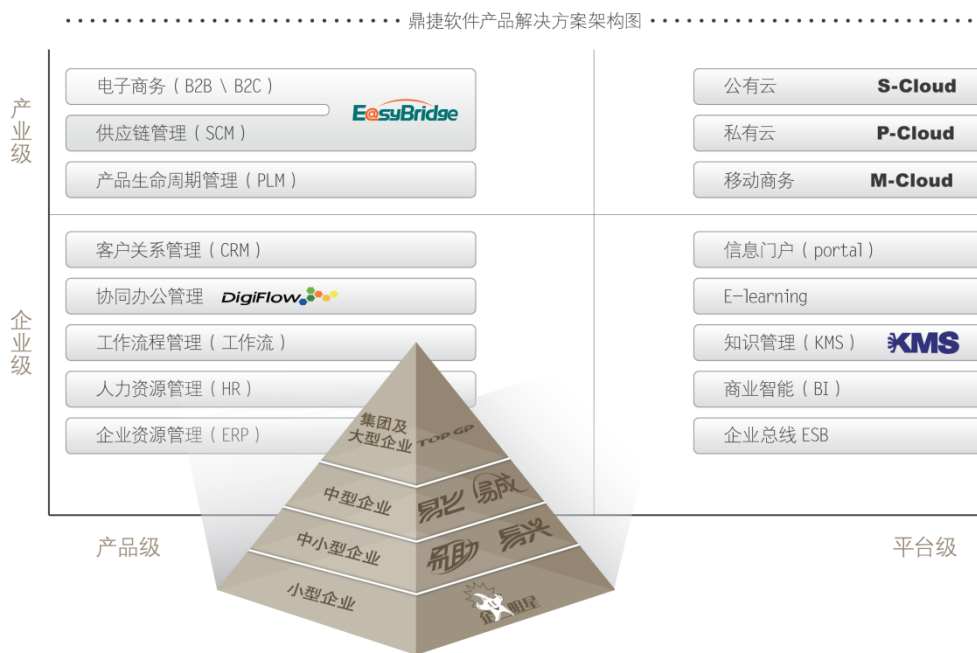 鼎捷软件产品解决方案架构图
产业级
电子商务（B2B \ B2C）
E@syBridge
供应链管理（SCM）
产品生命周期管理（PLM）
公有云 S-Cloud
私有云 P-Cloud
移动商务 M-Cloud
企业级
客户关系管理（CRM）
协同办公管理 DigiFlow
工作流程管理（工作流）
人力资源管理（HR）
企业资源管理（ERP）
信息门户（portal）
E-learning
知识管理（KMS） KMS
商业智能（BI）
企业总线 ESB
集团及
大型企业 TOP GP
中型企业 易飞 易成
中小型企业 易助 易兴
小型企业 企业明星
产品级
平台级